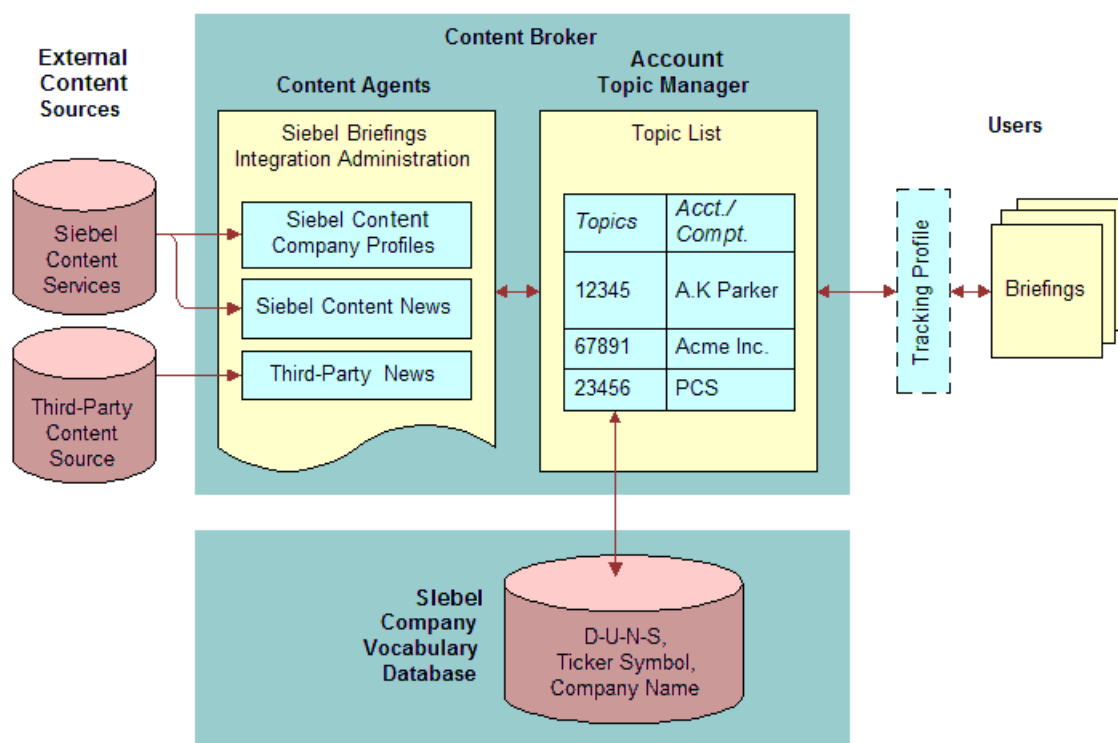 Content Broker
External
Content
Sources
Content Agents
Account
Topic Manager
Users
Siebel Briefings
Integration Administration
Topic List
Siebel
Content
Services
Siebel Content
Company Profiles
Siebel Content News
Third-Party
Content
Source
Third-Party News
Topics
Acct./
Compt.
12345
A.K Parker
67891
Acme Inc.
23456
PCS
Tracking Profile
Briefings
SIebel
Company
Vocabulary
Database
D-U-N-S,
Ticker Symbol,
Company Name